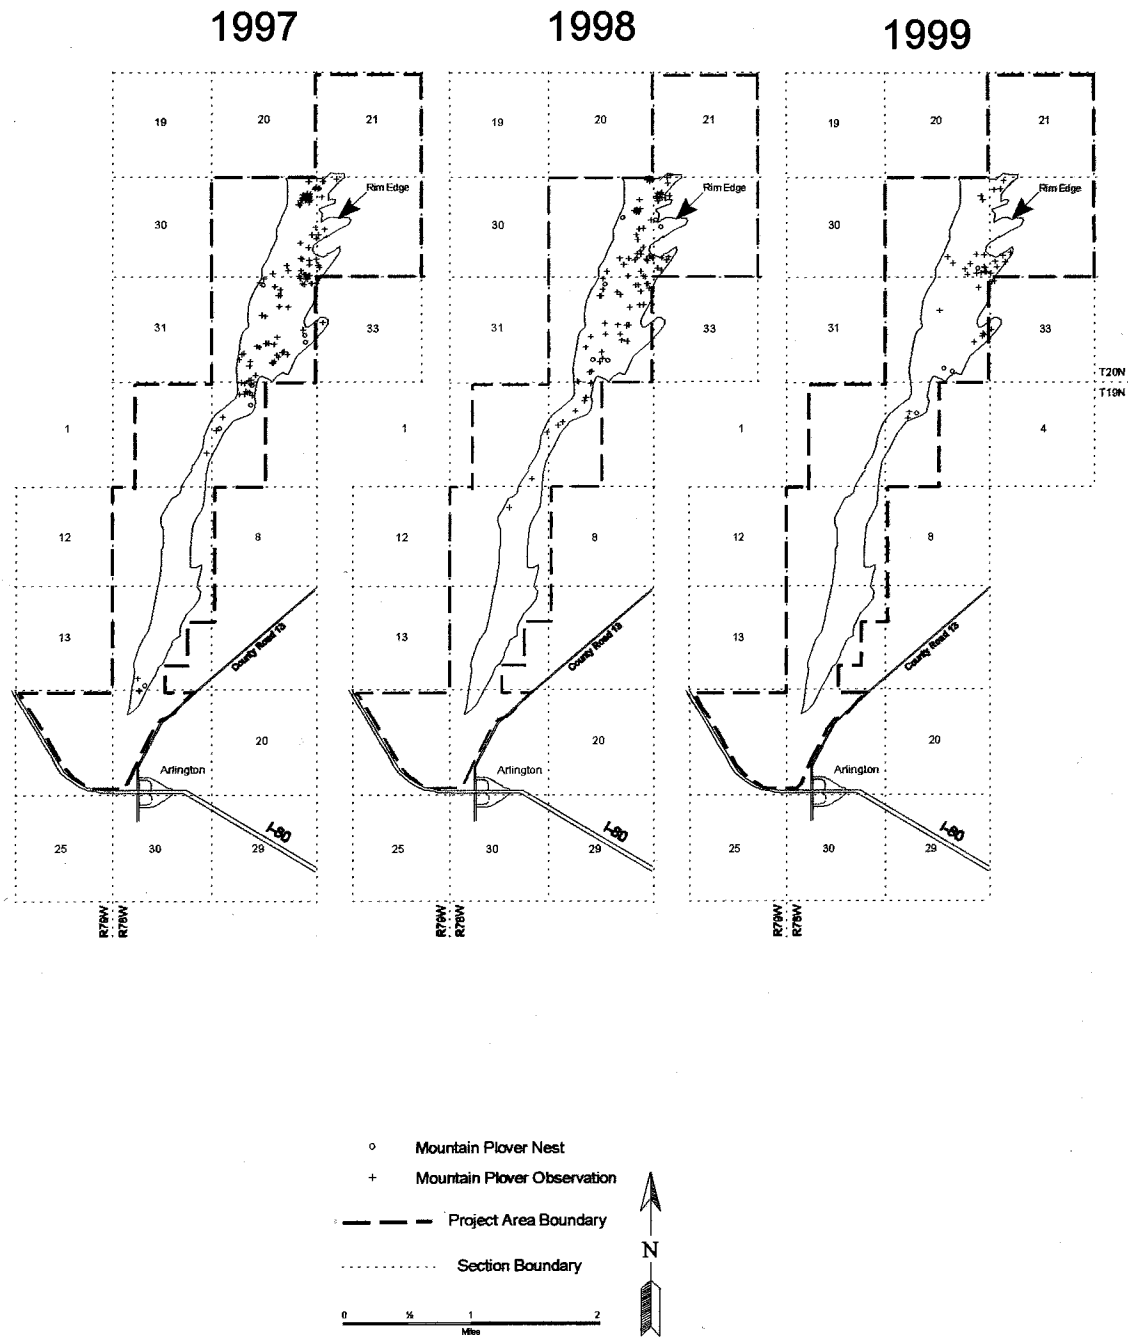 1997 1998 1999
19 20 21 19 20 21 19 20 21
Rim Edge Rim Edge Rim Edge
30 30 30
31 33 31 33 31 33
T20N
T19N
1 1 1 4
12 8 12 8 12 8
13 13 13
County Road 13 County Road 13 County Road 13
20 20 20
Arlington Arlington Arlington
I-80 I-80 I-80
25 30 29 25 30 29 25 30 29
R79W R78W R79W R78W R79W R78W
Mountain Plover Nest
Mountain Plover Observation
Project Area Boundary
N
Section Boundary
0 ½ 1 2
Miles